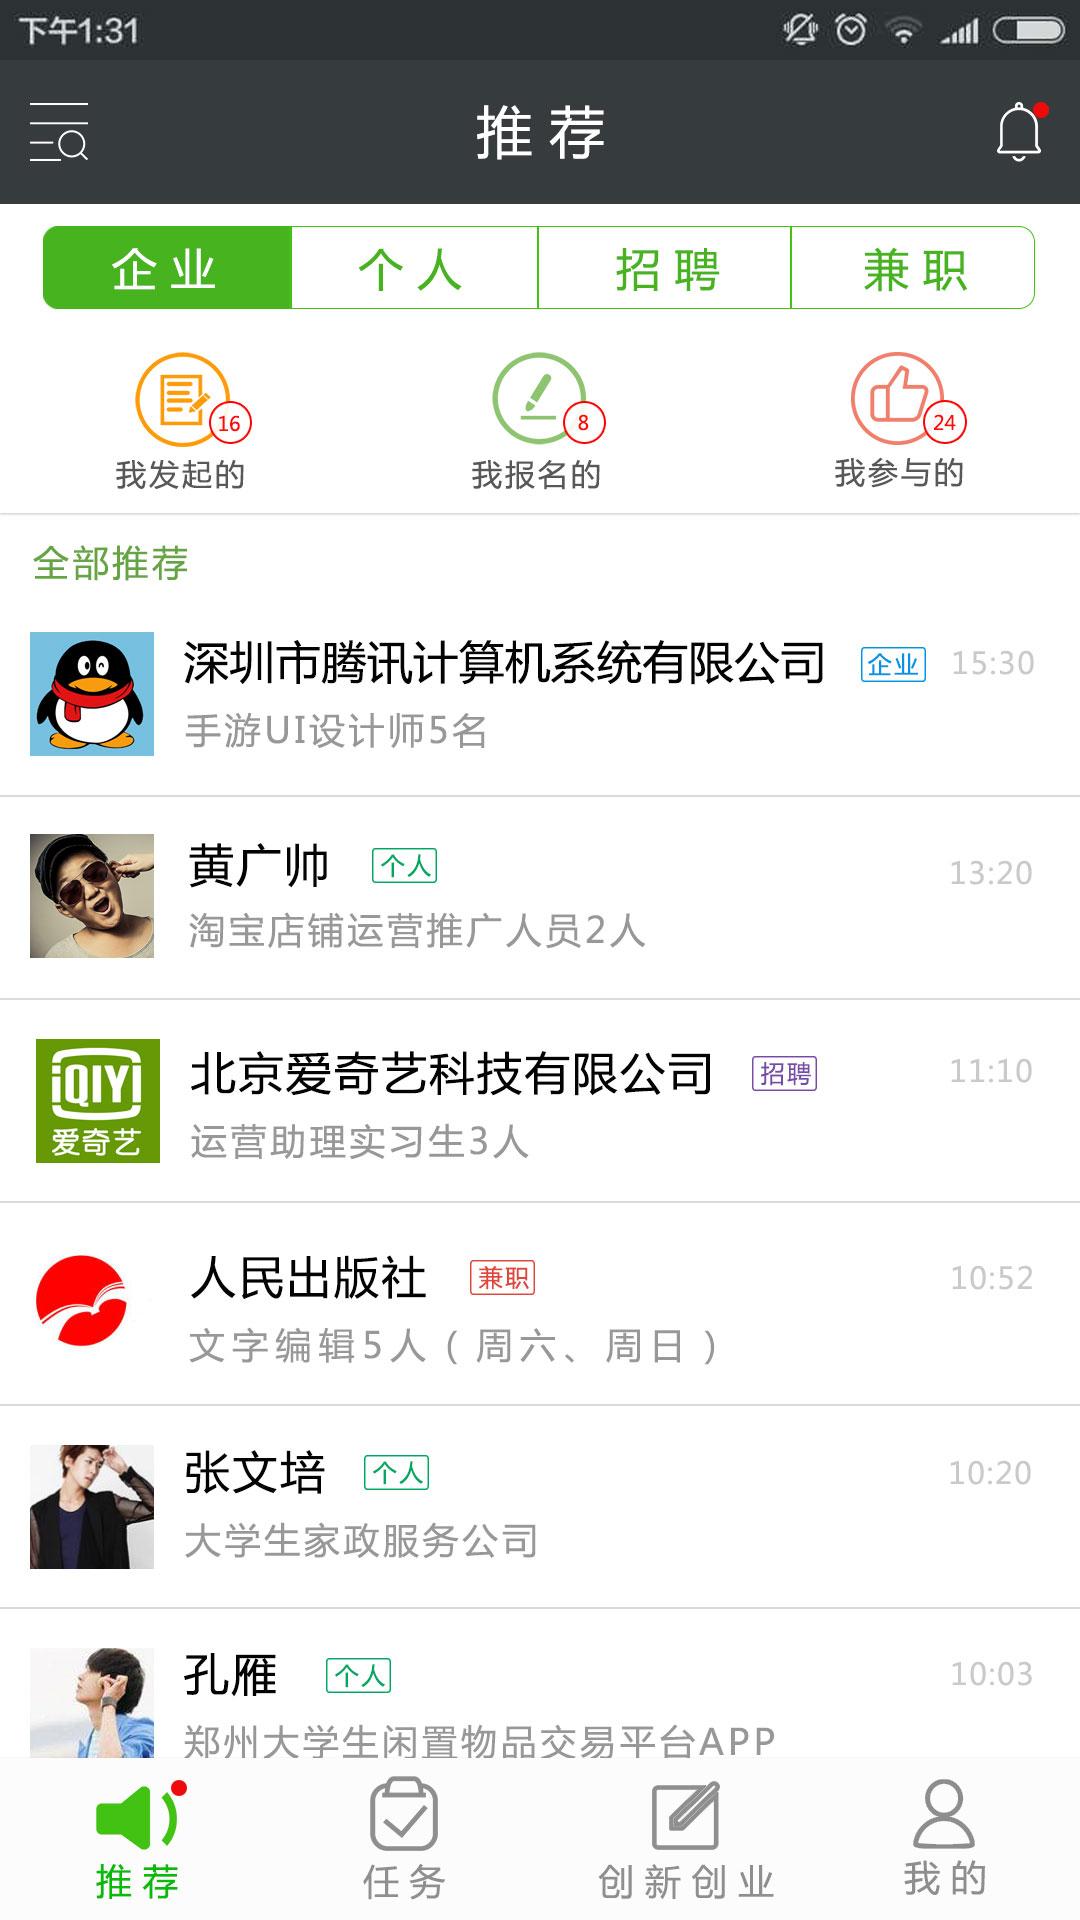 下午1:31
推荐
企业 个人 招聘 兼职
16 8 24
我发起的 我报名的 我参与的
全部推荐
深圳市腾讯计算机系统有限公司 企业 15:30
手游UI设计师5名
黄广帅 个人 13:20
淘宝店铺运营推广人员2人
iQIYI
爱奇艺
北京爱奇艺科技有限公司 招聘 11:10
运营助理实习生3人
人民出版社 兼职 10:52
文字编辑5人（周六、周日）
张文培 个人 10:20
大学生家政服务公司
孔雁 个人 10:03
郑州大学生闲置物品交易平台APP
推荐 任务 创新创业 我的